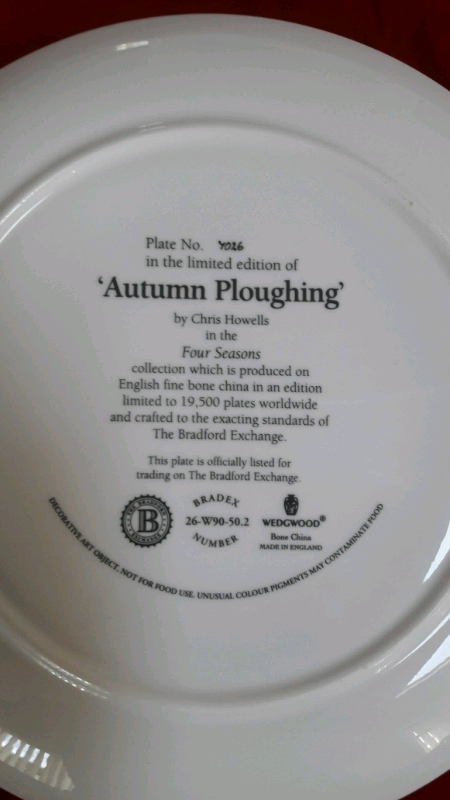 Plate No. 4026
in the limited edition of
‘Autumn Ploughing’
by Chris Howells
in the
Four Seasons
collection which is produced on
English fine bone china in an edition
limited to 19,500 plates worldwide
and crafted to the exacting standards of
The Bradford Exchange.
This plate is officially listed for
trading on The Bradford Exchange.
THE BRADFORD
B
EXCHANGE
BRADEX
26-W90-50.2
NUMBER
WEDGWOOD®
Bone China
MADE IN ENGLAND
DECORATIVE ART OBJECT. NOT FOR FOOD USE. UNUSUAL COLOUR PIGMENTS MAY CONTAMINATE FOOD